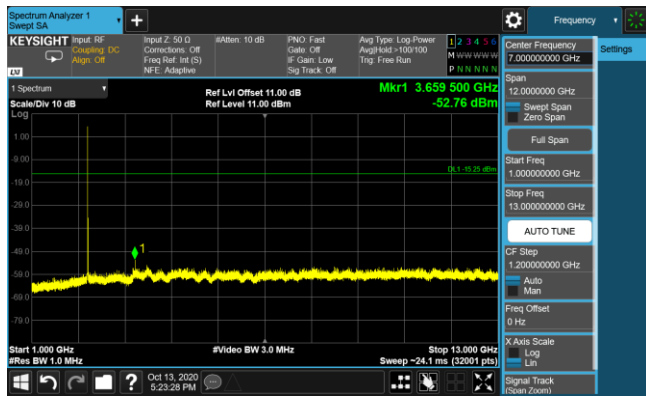 Spectrum Analyzer 1
Swept SA
Frequency
KEYSIGHT
Input: RF
Coupling: DC
Align: Off
Input Z: 50 Ω
Corrections: Off
Freq Ref: Int (S)
NFE: Adaptive
#Atten: 10 dB
PNO: Fast
Gate: Off
IF Gain: Low
Sig Track: Off
Avg Type: Log-Power
Avg|Hold:>100/100
Trig: Free Run
1 2 3 4 5 6
M W W W W W
P N N N N N
LM
1 Spectrum
Scale/Div 10 dB
Log
Ref Lvl Offset 11.00 dB
Ref Level 11.00 dBm
Mkr1 3.659 500 GHz
-52.76 dBm
1.00
-9.00
-19.0
-29.0
-39.0
-49.0
-59.0
-69.0
-79.0
DL1 -15.25 dBm
1
Start 1.000 GHz
#Res BW 1.0 MHz
#Video BW 3.0 MHz
Stop 13.000 GHz
Sweep ~24.1 ms (32001 pts)
Center Frequency
7.000000000 GHz
Settings
Span
12.0000000 GHz
Swept Span
Zero Span
Full Span
Start Freq
1.000000000 GHz
Stop Freq
13.000000000 GHz
AUTO TUNE
CF Step
1.200000000 GHz
Auto
Man
Freq Offset
0 Hz
X Axis Scale
Log
Lin
Signal Track
(Span Zoom)
?
Oct 13, 2020
5:23:28 PM